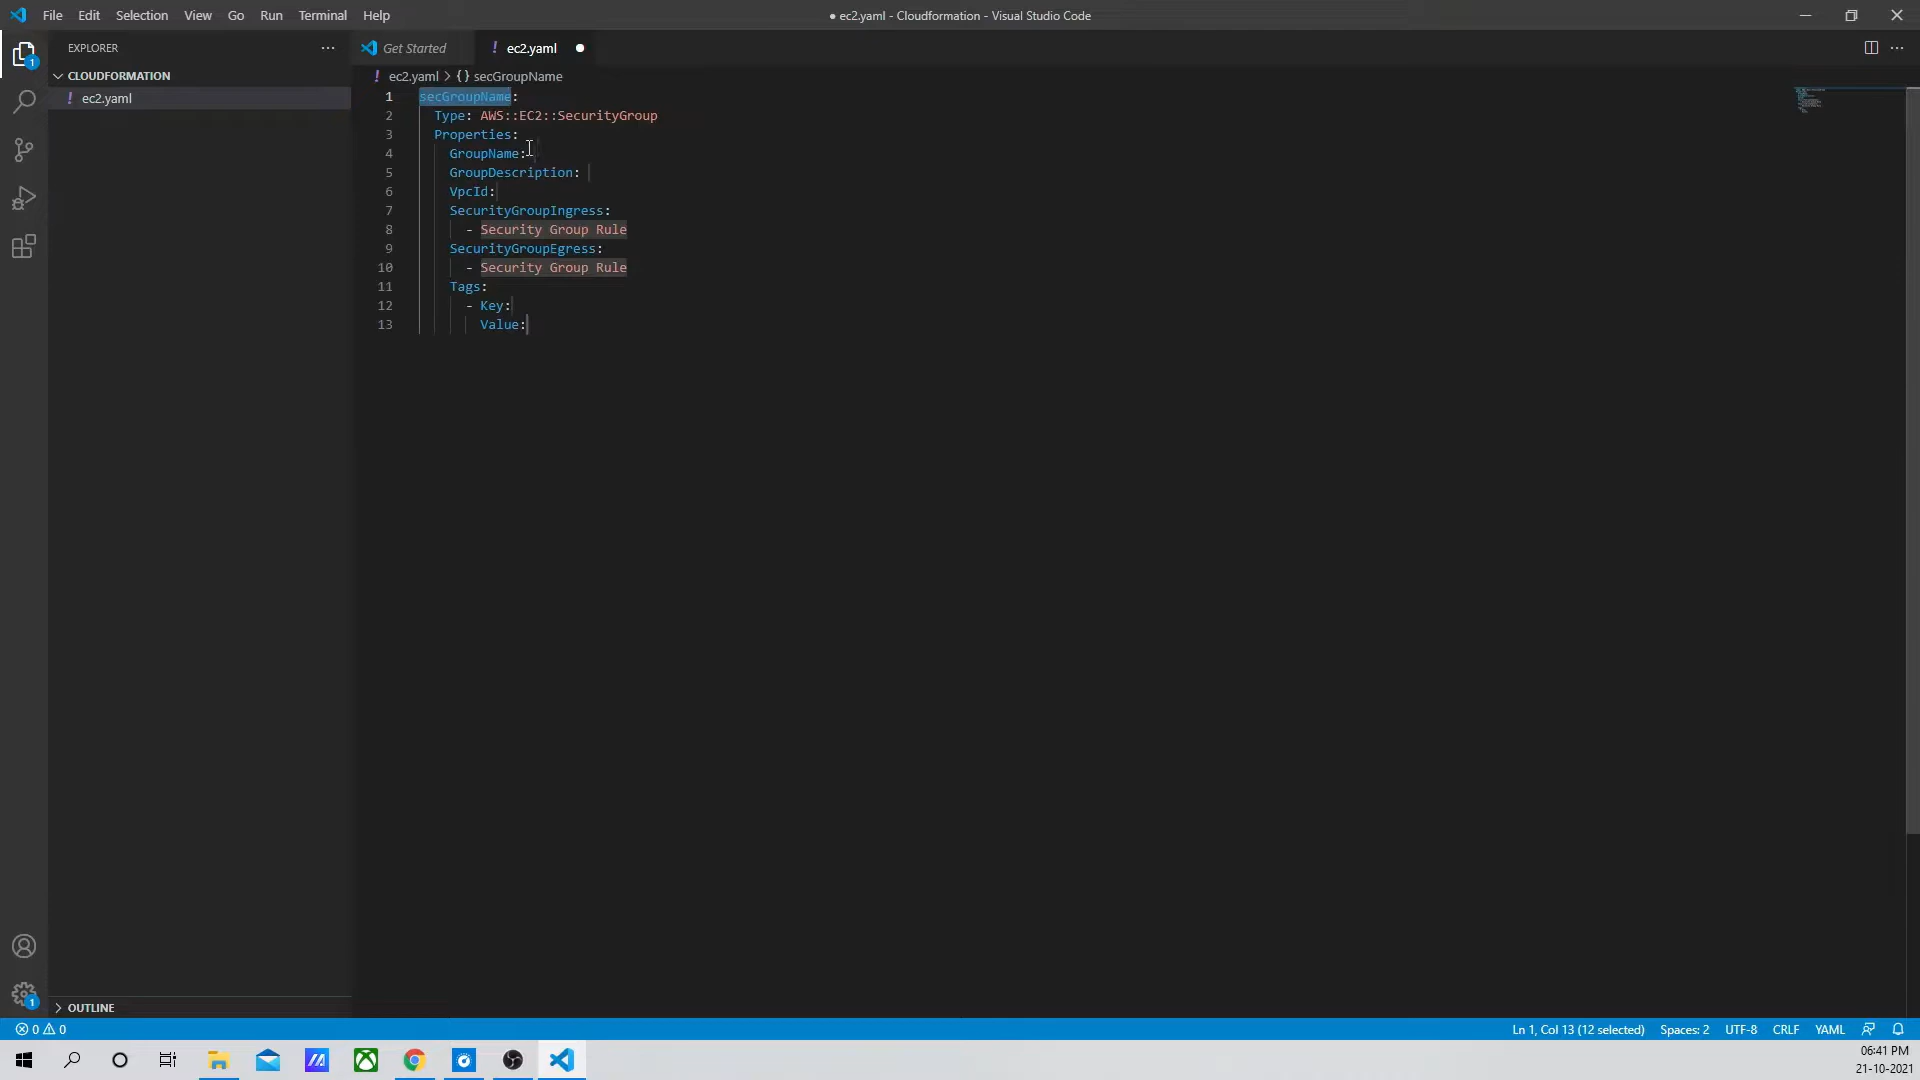 File Edit Selection View Go Run Terminal Help
● ec2.yaml - Cloudformation - Visual Studio Code
EXPLORER
Get Started
! ec2.yaml ●
CLOUDFORMATION
! ec2.yaml > {} secGroupName
! ec2.yaml
1
1 secGroupName:
2 Type: AWS::EC2::SecurityGroup
3 Properties:
4 GroupName:
5 GroupDescription:
6 VpcId:
7 SecurityGroupIngress:
8 - Security Group Rule
9 SecurityGroupEgress:
10 - Security Group Rule
11 Tags:
12 - Key:
13 Value:
1
OUTLINE
0 0
Ln 1, Col 13 (12 selected) Spaces: 2 UTF-8 CRLF YAML
06:41 PM
21-10-2021